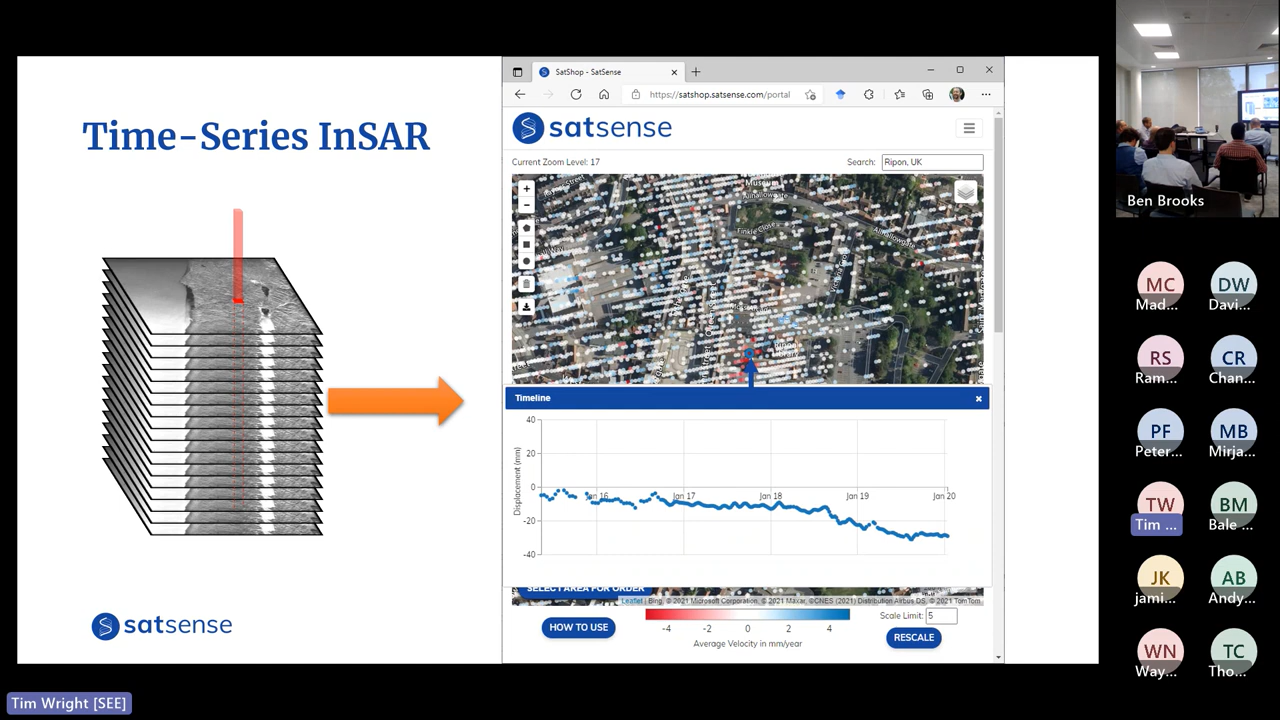 Time-Series InSAR
satsense
SatShop - SatSense
https://satshop.satsense.com/portal
satsense
Current Zoom Level: 17
Search:
Ripon, UK
Museum
Allhallowgate
Finkle Close
Allhallowgate
Timeline
40
20
0
-20
-40
Displacement (mm)
Jan 16
Jan 17
Jan 18
Jan 19
Jan 20
SELECT AREA FOR ORDER
Leaflet | Bing, © 2021 Microsoft Corporation, © 2021 Maxar, ©CNES (2021) Distribution Airbus DS, © 2021 TomTom
HOW TO USE
-4
-2
0
2
4
Average Velocity in mm/year
Scale Limit:
5
RESCALE
Tim Wright [SEE]
Ben Brooks
MC
Mad...
DW
Davi...
RS
Ram...
CR
Chan...
PF
Peter...
MB
Mirja...
TW
Tim ...
BM
Bale ...
JK
jami...
AB
Andy...
WN
Way...
TC
Tho...